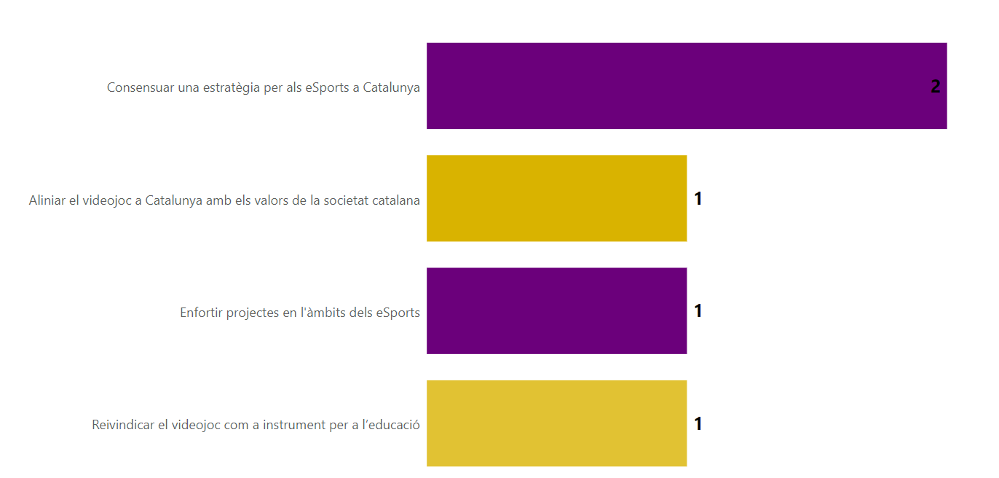 Consensuar una estratègia per als eSports a Catalunya
2
Aliniar el videojoc a Catalunya amb els valors de la societat catalana
1
Enfortir projectes en l'àmbits dels eSports
1
Reivindicar el videojoc com a instrument per a l’educació
1